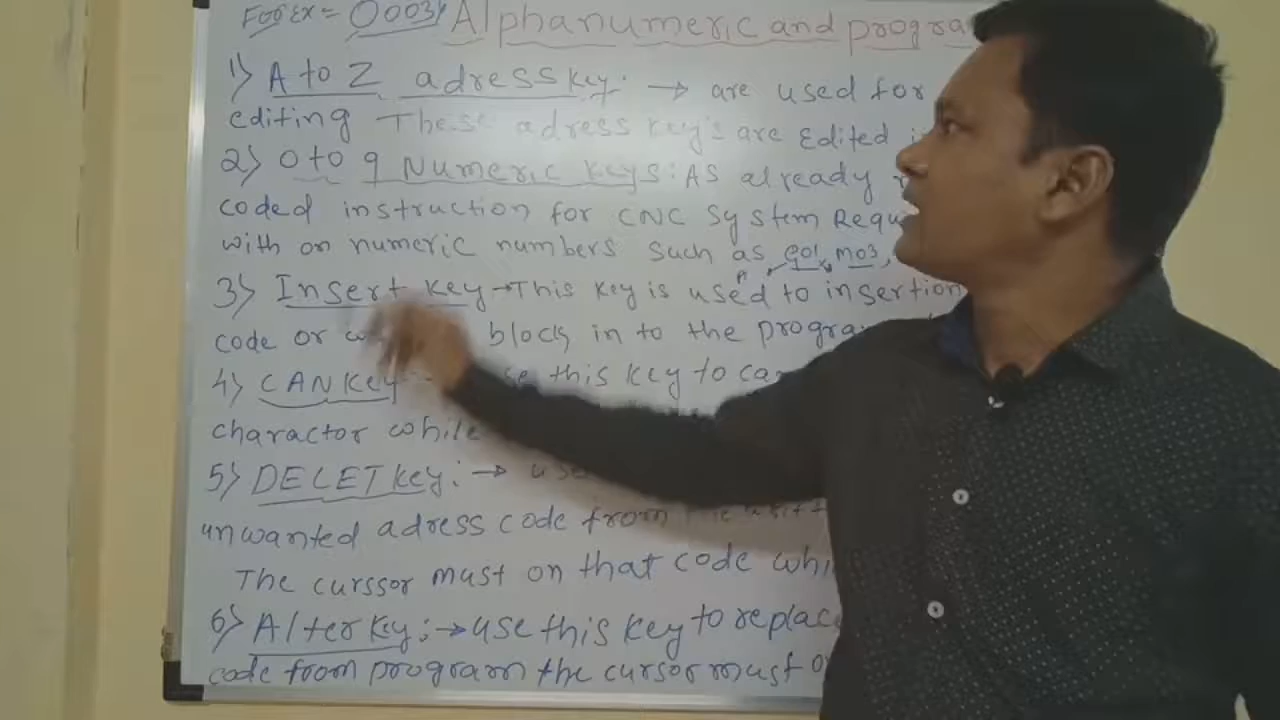 For Ex = 00034 Alphanumeric and progra
1) A to Z adress key: → are used for
editing These adress key's are Edited i
2) 0 to 9 Numeric keys: As already
coded instruction for CNC System Requ
with on numeric numbers such as G01, M03,
3) Insert key → This key is used to insertion
code or block in to the progra
4) CAN Key this key to ca
charactor while
5) DELET key: → use
unwanted adress code from
The curssor must on that code whi
6) Alter key: → use this key to replac
code from program the cursor must o